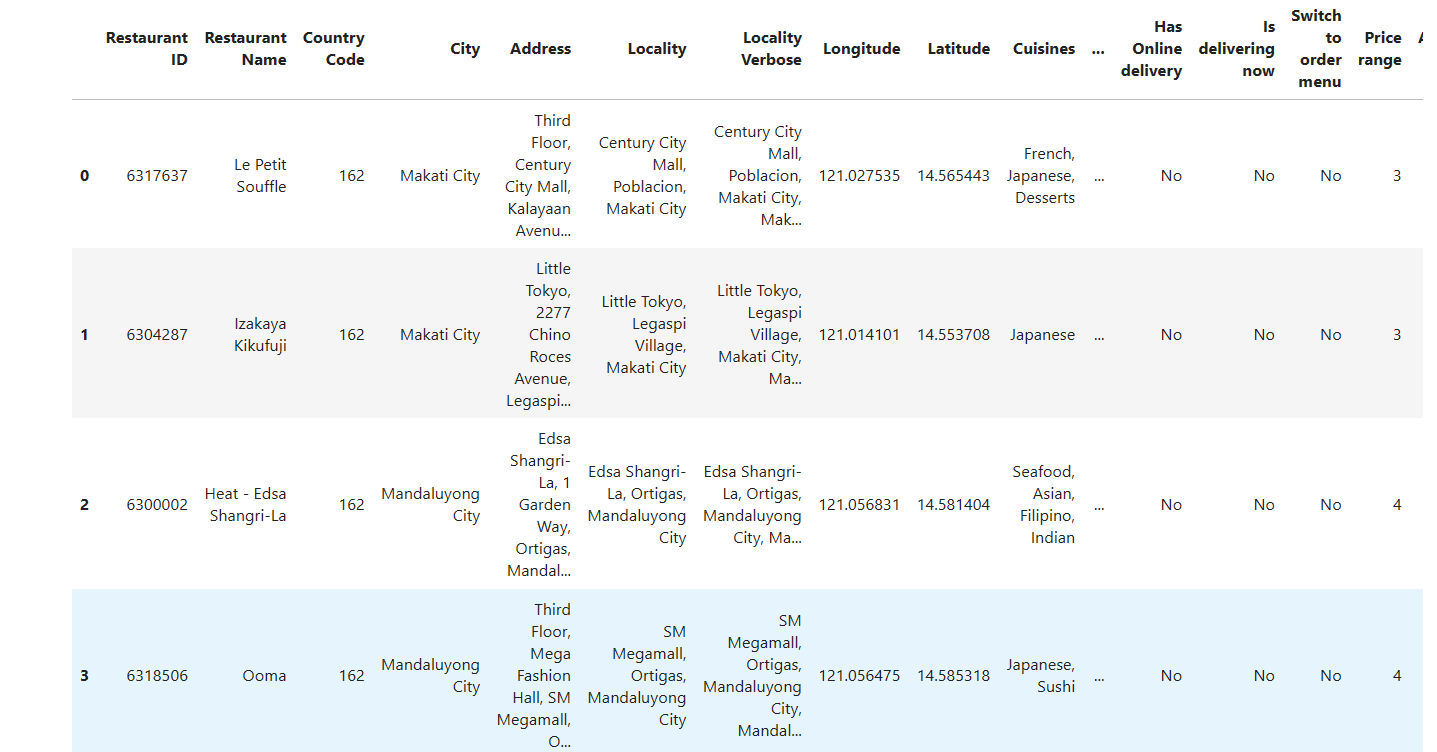 Restaurant ID Restaurant Name Country Code City Address Locality Locality Verbose Longitude Latitude Cuisines ... Has Online delivery Is delivering now Switch to order menu Price range
0 6317637 Le Petit Souffle 162 Makati City Third Floor, Century City Mall, Kalayaan Avenu... Century City Mall, Poblacion, Makati City Century City Mall, Poblacion, Makati City, Mak... 121.027535 14.565443 French, Japanese, Desserts ... No No No 3
1 6304287 Izakaya Kikufuji 162 Makati City Little Tokyo, 2277 Chino Roces Avenue, Legaspi... Little Tokyo, Legaspi Village, Makati City Little Tokyo, Legaspi Village, Makati City, Ma... 121.014101 14.553708 Japanese ... No No No 3
2 6300002 Heat - Edsa Shangri-La 162 Mandaluyong City Edsa Shangri-La, 1 Garden Way, Ortigas, Mandal... Edsa Shangri-La, Ortigas, Mandaluyong City Edsa Shangri-La, Ortigas, Mandaluyong City, Ma... 121.056831 14.581404 Seafood, Asian, Filipino, Indian ... No No No 4
3 6318506 Ooma 162 Mandaluyong City Third Floor, Mega Fashion Hall, SM Megamall, O... SM Megamall, Ortigas, Mandaluyong City SM Megamall, Ortigas, Mandaluyong City, Mandal... 121.056475 14.585318 Japanese, Sushi ... No No No 4